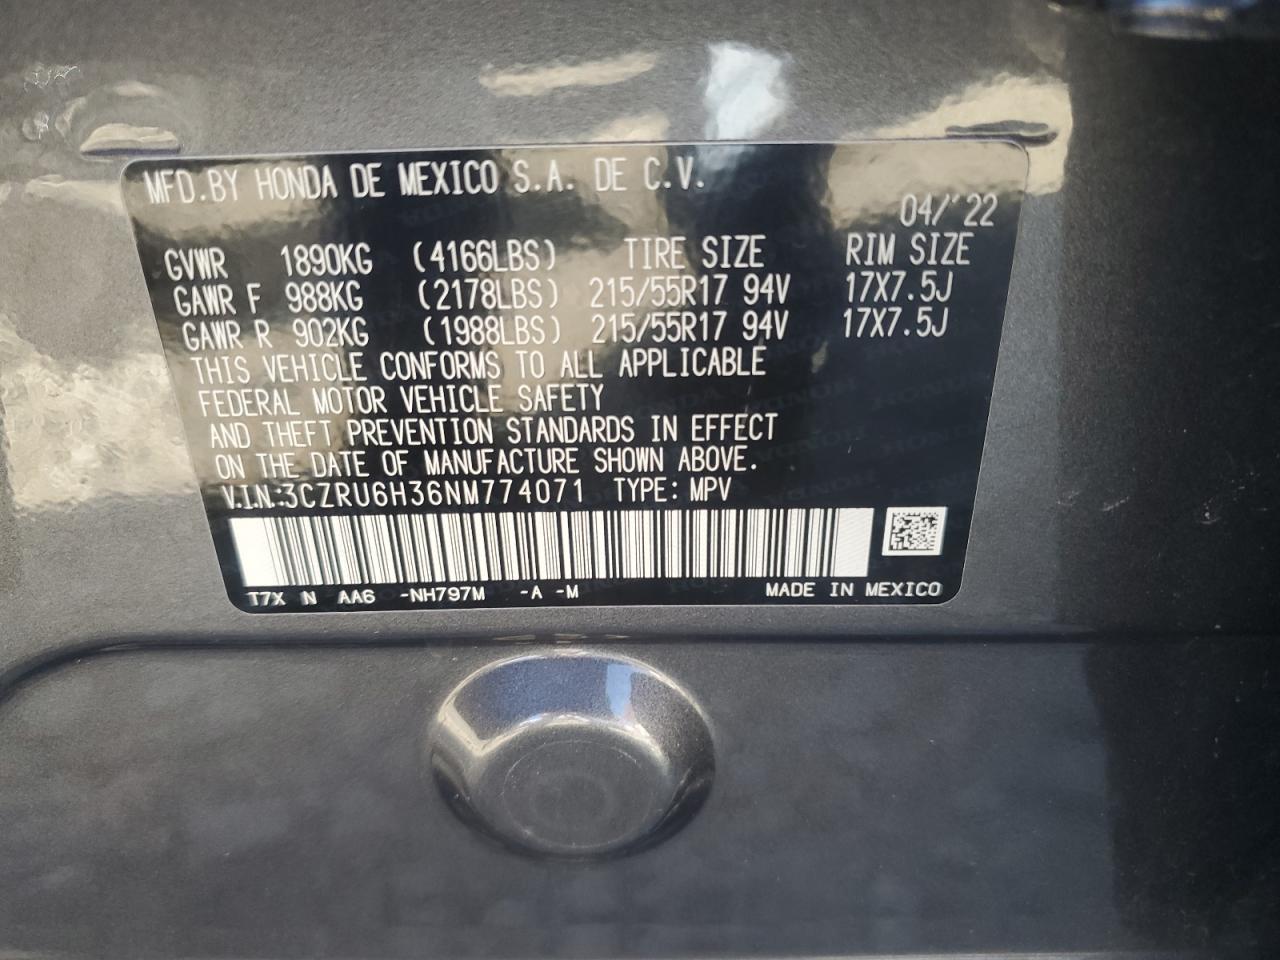 MFD.BY HONDA DE MEXICO S.A. DE C.V.
04/'22
GVWR 1890KG (4166LBS) TIRE SIZE RIM SIZE
GAWR F 988KG (2178LBS) 215/55R17 94V 17X7.5J
GAWR R 902KG (1988LBS) 215/55R17 94V 17X7.5J
THIS VEHICLE CONFORMS TO ALL APPLICABLE
FEDERAL MOTOR VEHICLE SAFETY
AND THEFT PREVENTION STANDARDS IN EFFECT
ON THE DATE OF MANUFACTURE SHOWN ABOVE.
V.I.N.:3CZRU6H36NM774071 TYPE: MPV
T7X N AA6 -NH797M -A -M MADE IN MEXICO